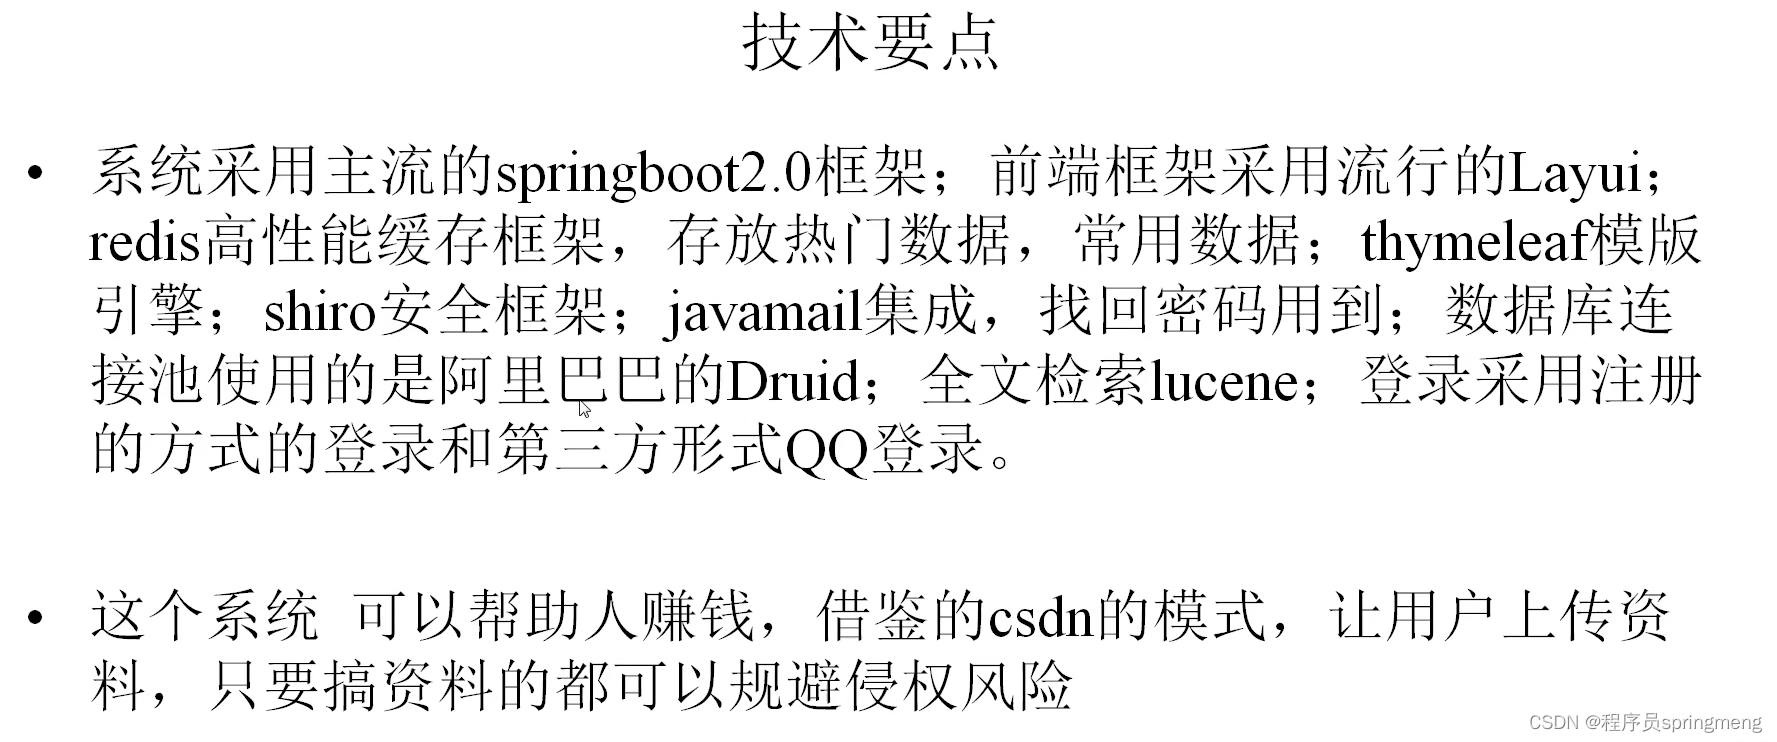 技术要点
• 系统采用主流的springboot2.0框架；前端框架采用流行的Layui；
redis高性能缓存框架，存放热门数据，常用数据；thymeleaf模版
引擎；shiro安全框架；javamail集成，找回密码用到；数据库连
接池使用的是阿里巴巴的Druid；全文检索lucene；登录采用注册
的方式的登录和第三方形式QQ登录。
• 这个系统 可以帮助人赚钱，借鉴的csdn的模式，让用户上传资
料，只要搞资料的都可以规避侵权风险
CSDN @程序员springmeng